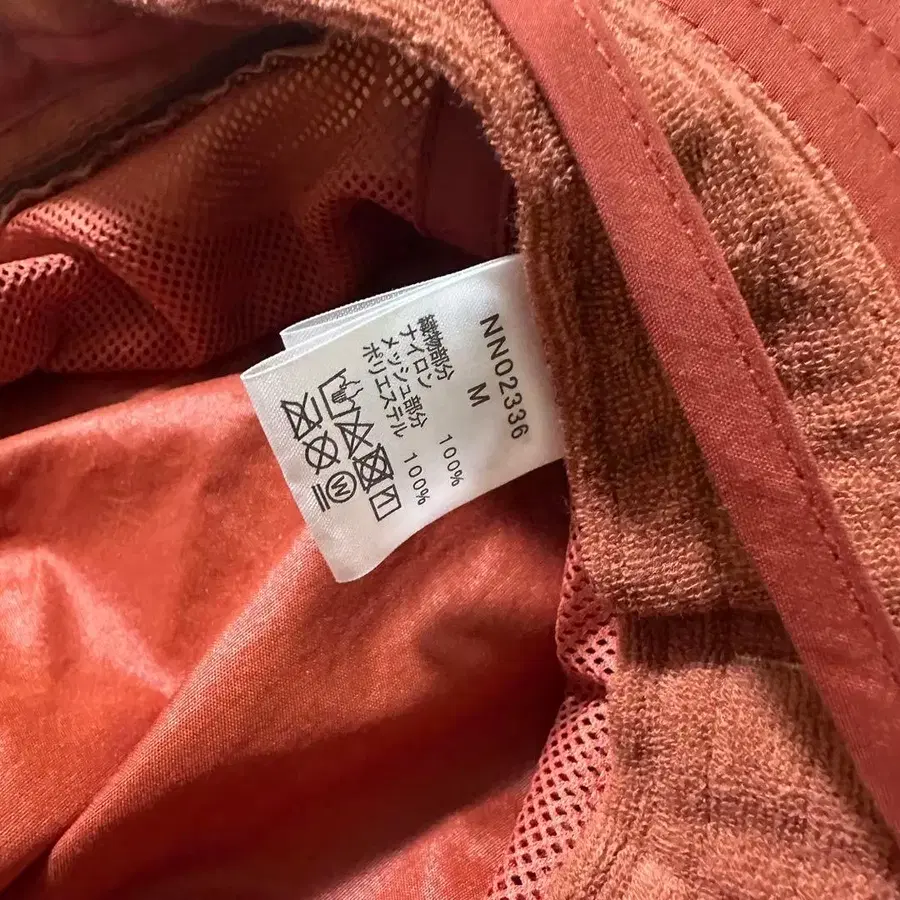 NN02336
M
織物部分
ナイロン 100%
メッシュ部分
ポリエステル 100%